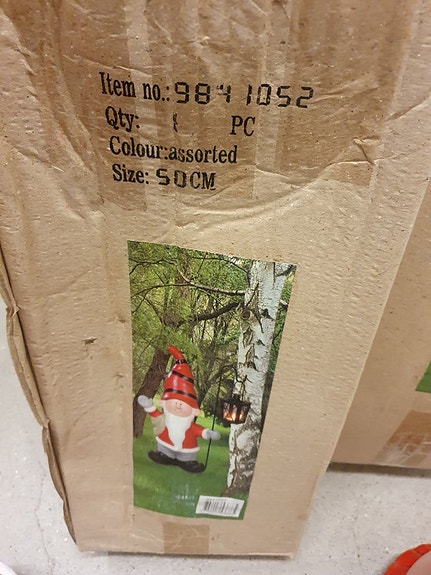 Item no.:9841052
Qty: 1 PC
Colour:assorted
Size: 50CM